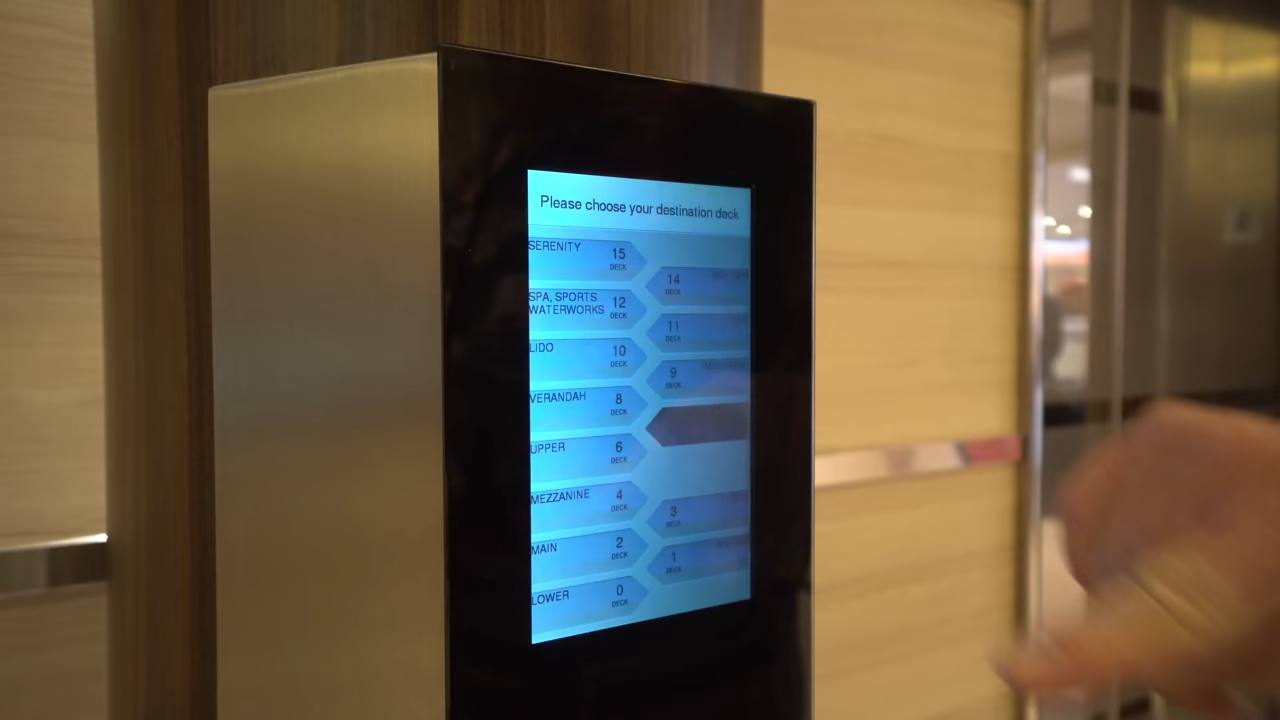 Please choose your destination deck
SERENITY 15
DECK
14
DECK
SPA, SPORTS
WATERWORKS 12
DECK
11
DECK
LIDO 10
DECK
9
DECK
VERANDAH 8
DECK
UPPER 6
DECK
MEZZANINE 4
DECK
3
DECK
MAIN 2
DECK
1
DECK
LOWER 0
DECK